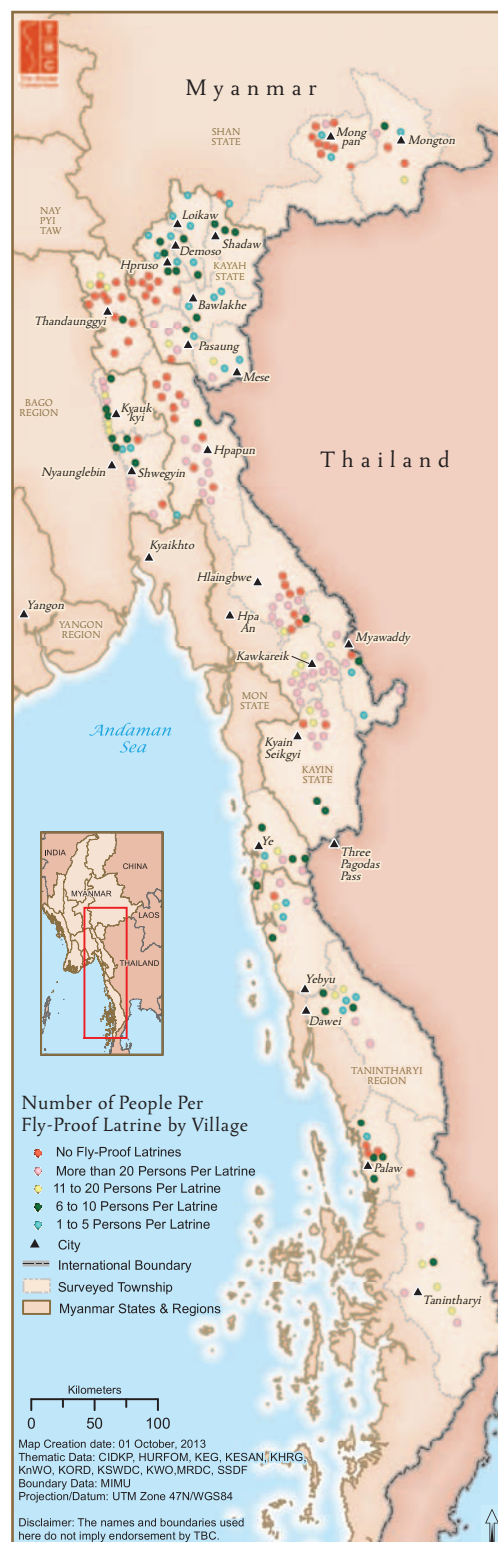 TBC
Myanmar
SHAN
STATE
Mong
pan
Mongton
NAY
PYI
TAW
Loikaw
Shadaw
Demoso
Hpruso
KAYAH
STATE
Bawlakhe
Thandaunggyi
Pasaung
Mese
BAGO
REGION
Kyauk
kyi
Thailand
Hpapun
Nyaunglebin
Shwegyin
Kyaikhto
Hlaingbwe
Yangon
YANGON
REGION
Hpa
An
Myawaddy
Kawkareik
MON
STATE
Andaman
Sea
Kyain
Seikgyi
KAYIN
STATE
Ye
Three
Pagodas
Pass
INDIA
CHINA
MYANMAR
LAOS
THAILAND
Yebyu
Dawei
TANINTHARYI
REGION
Number of People Per
Fly-Proof Latrine by Village
No Fly-Proof Latrines
More than 20 Persons Per Latrine
11 to 20 Persons Per Latrine
6 to 10 Persons Per Latrine
1 to 5 Persons Per Latrine
City
International Boundary
Surveyed Township
Myanmar States & Regions
Palaw
Tanintharyi
Kilometers
0 50 100
Map Creation date: 01 October, 2013
Thematic Data: CIDKP, HURFOM, KEG, KESAN, KHRG,
KnWO, KORD, KSWDC, KWO,MRDC, SSDF
Boundary Data: MIMU
Projection/Datum: UTM Zone 47N/WGS84
Disclaimer: The names and boundaries used
here do not imply endorsement by TBC.